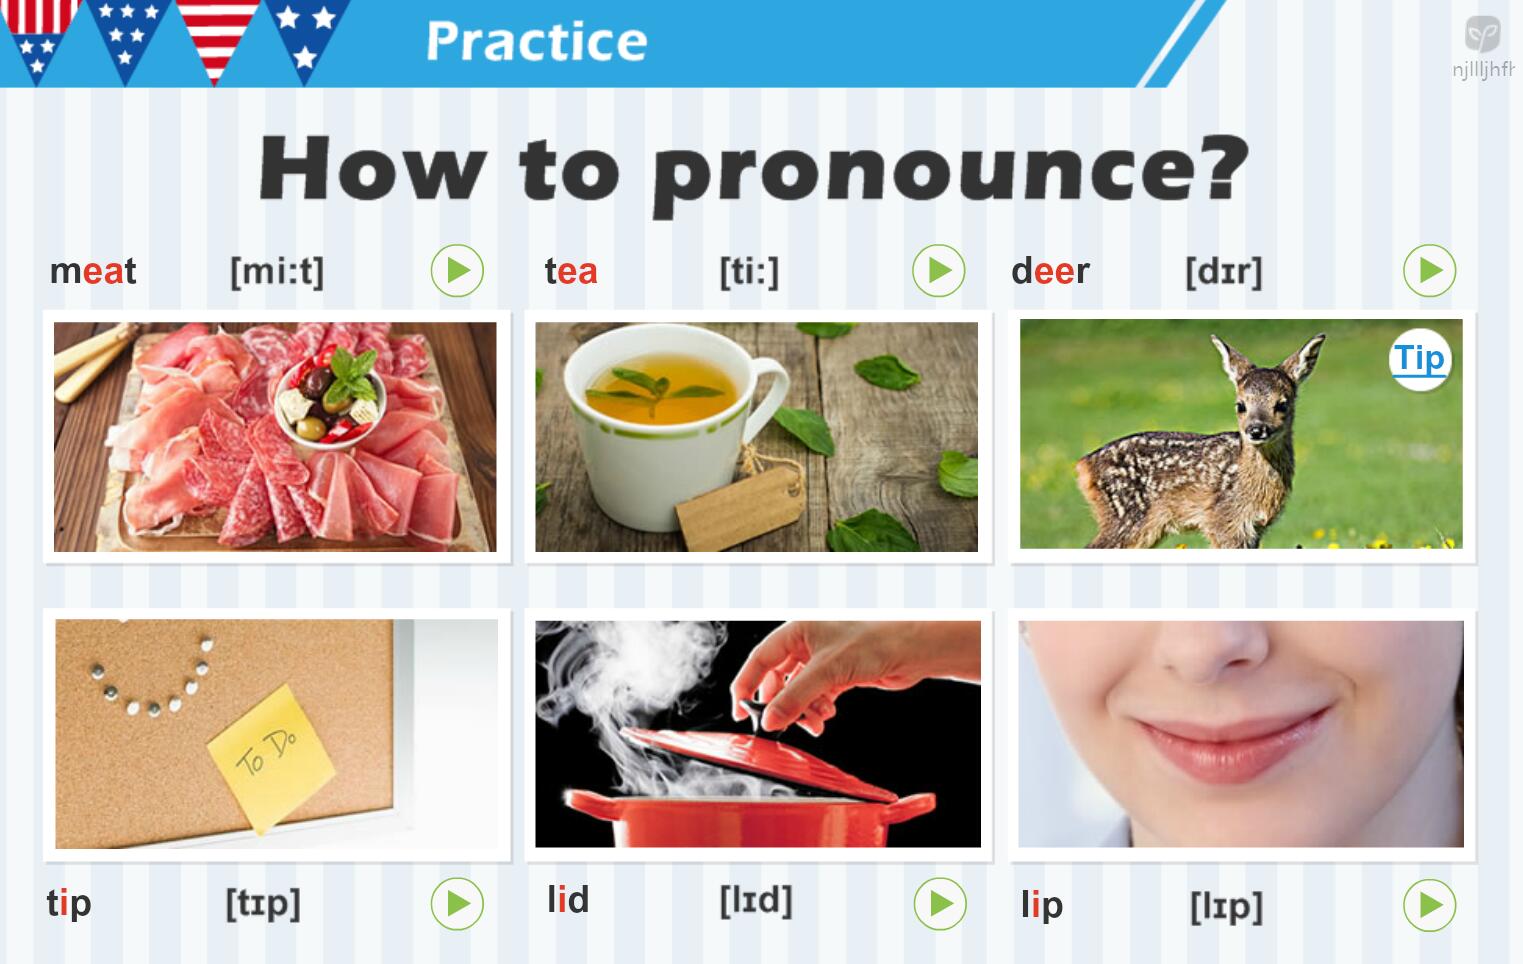 Practice
njllljhfh
How to pronounce?
meat [mi:t] tea [ti:] deer [dɪr]
Tip
To Do
tip [tɪp] lid [lɪd] lip [lɪp]